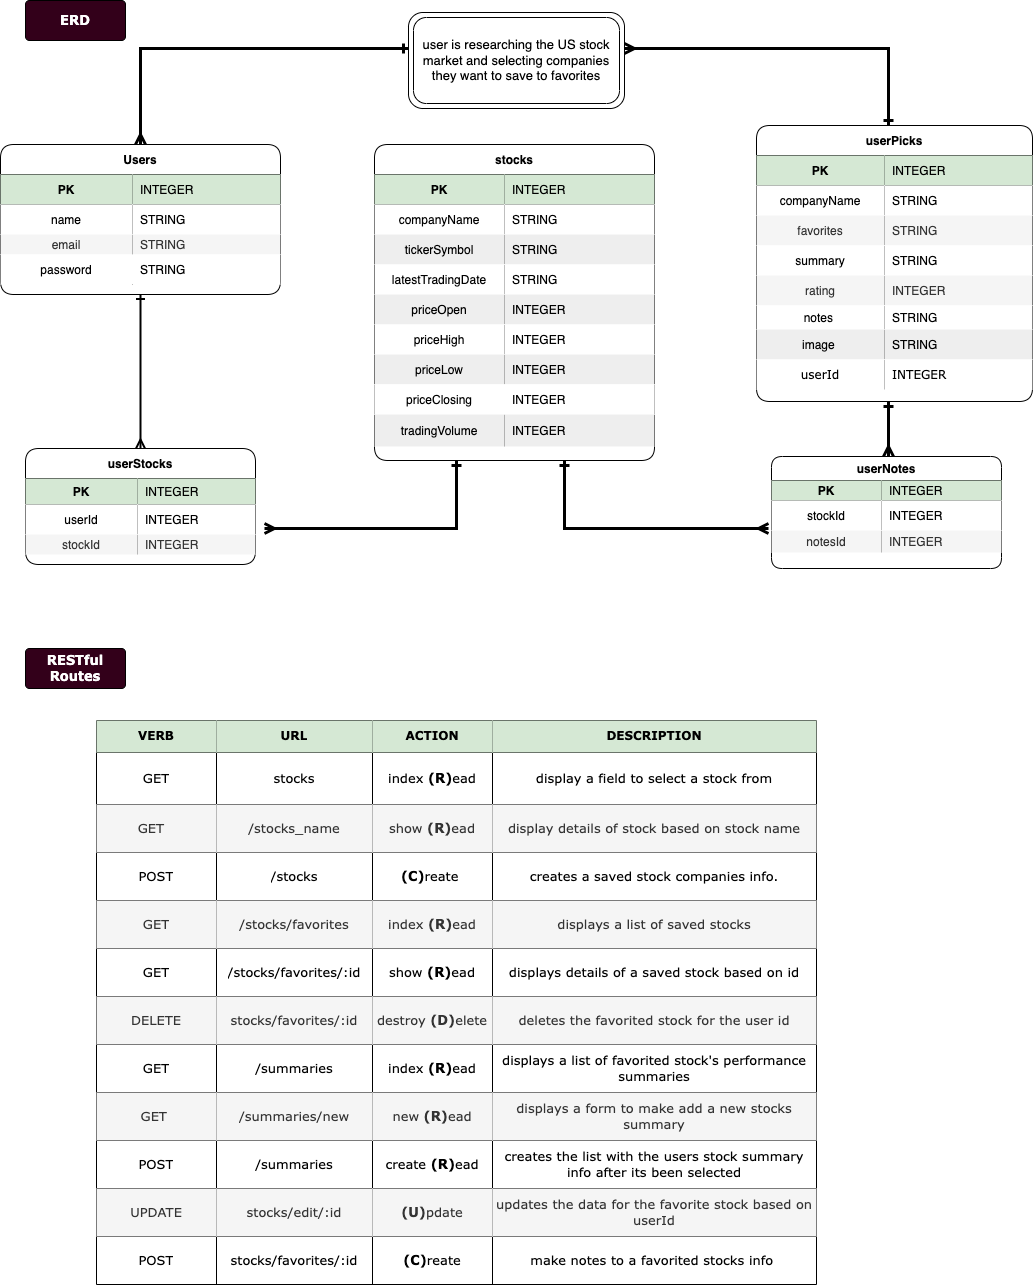 ERD
user is researching the US stock
market and selecting companies
they want to save to favorites
Users
PK INTEGER
name STRING
email STRING
password STRING
stocks
PK INTEGER
companyName STRING
tickerSymbol STRING
latestTradingDate STRING
priceOpen INTEGER
priceHigh INTEGER
priceLow INTEGER
priceClosing INTEGER
tradingVolume INTEGER
userPicks
PK INTEGER
companyName STRING
favorites STRING
summary STRING
rating INTEGER
notes STRING
image STRING
userId INTEGER
userStocks
PK INTEGER
userId INTEGER
stockId INTEGER
userNotes
PK INTEGER
stockId INTEGER
notesId INTEGER
RESTful
Routes
VERB URL ACTION DESCRIPTION
GET stocks index (R)ead display a field to select a stock from
GET /stocks_name show (R)ead display details of stock based on stock name
POST /stocks (C)reate creates a saved stock companies info.
GET /stocks/favorites index (R)ead displays a list of saved stocks
GET /stocks/favorites/:id show (R)ead displays details of a saved stock based on id
DELETE stocks/favorites/:id destroy (D)elete deletes the favorited stock for the user id
GET /summaries index (R)ead displays a list of favorited stock's performance
summaries
GET /summaries/new new (R)ead displays a form to make add a new stocks
summary
POST /summaries create (R)ead creates the list with the users stock summary
info after its been selected
UPDATE stocks/edit/:id (U)pdate updates the data for the favorite stock based on
userId
POST stocks/favorites/:id (C)reate make notes to a favorited stocks info